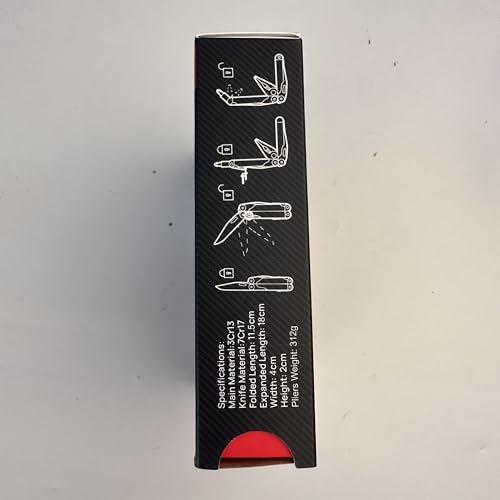 Specifications:
Main Material:3Cr13
Knife Material:7Cr17
Folded Length: 11.5cm
Expanded Length: 18cm
Width: 4cm
Height: 2cm
Pliers Weight: 312g